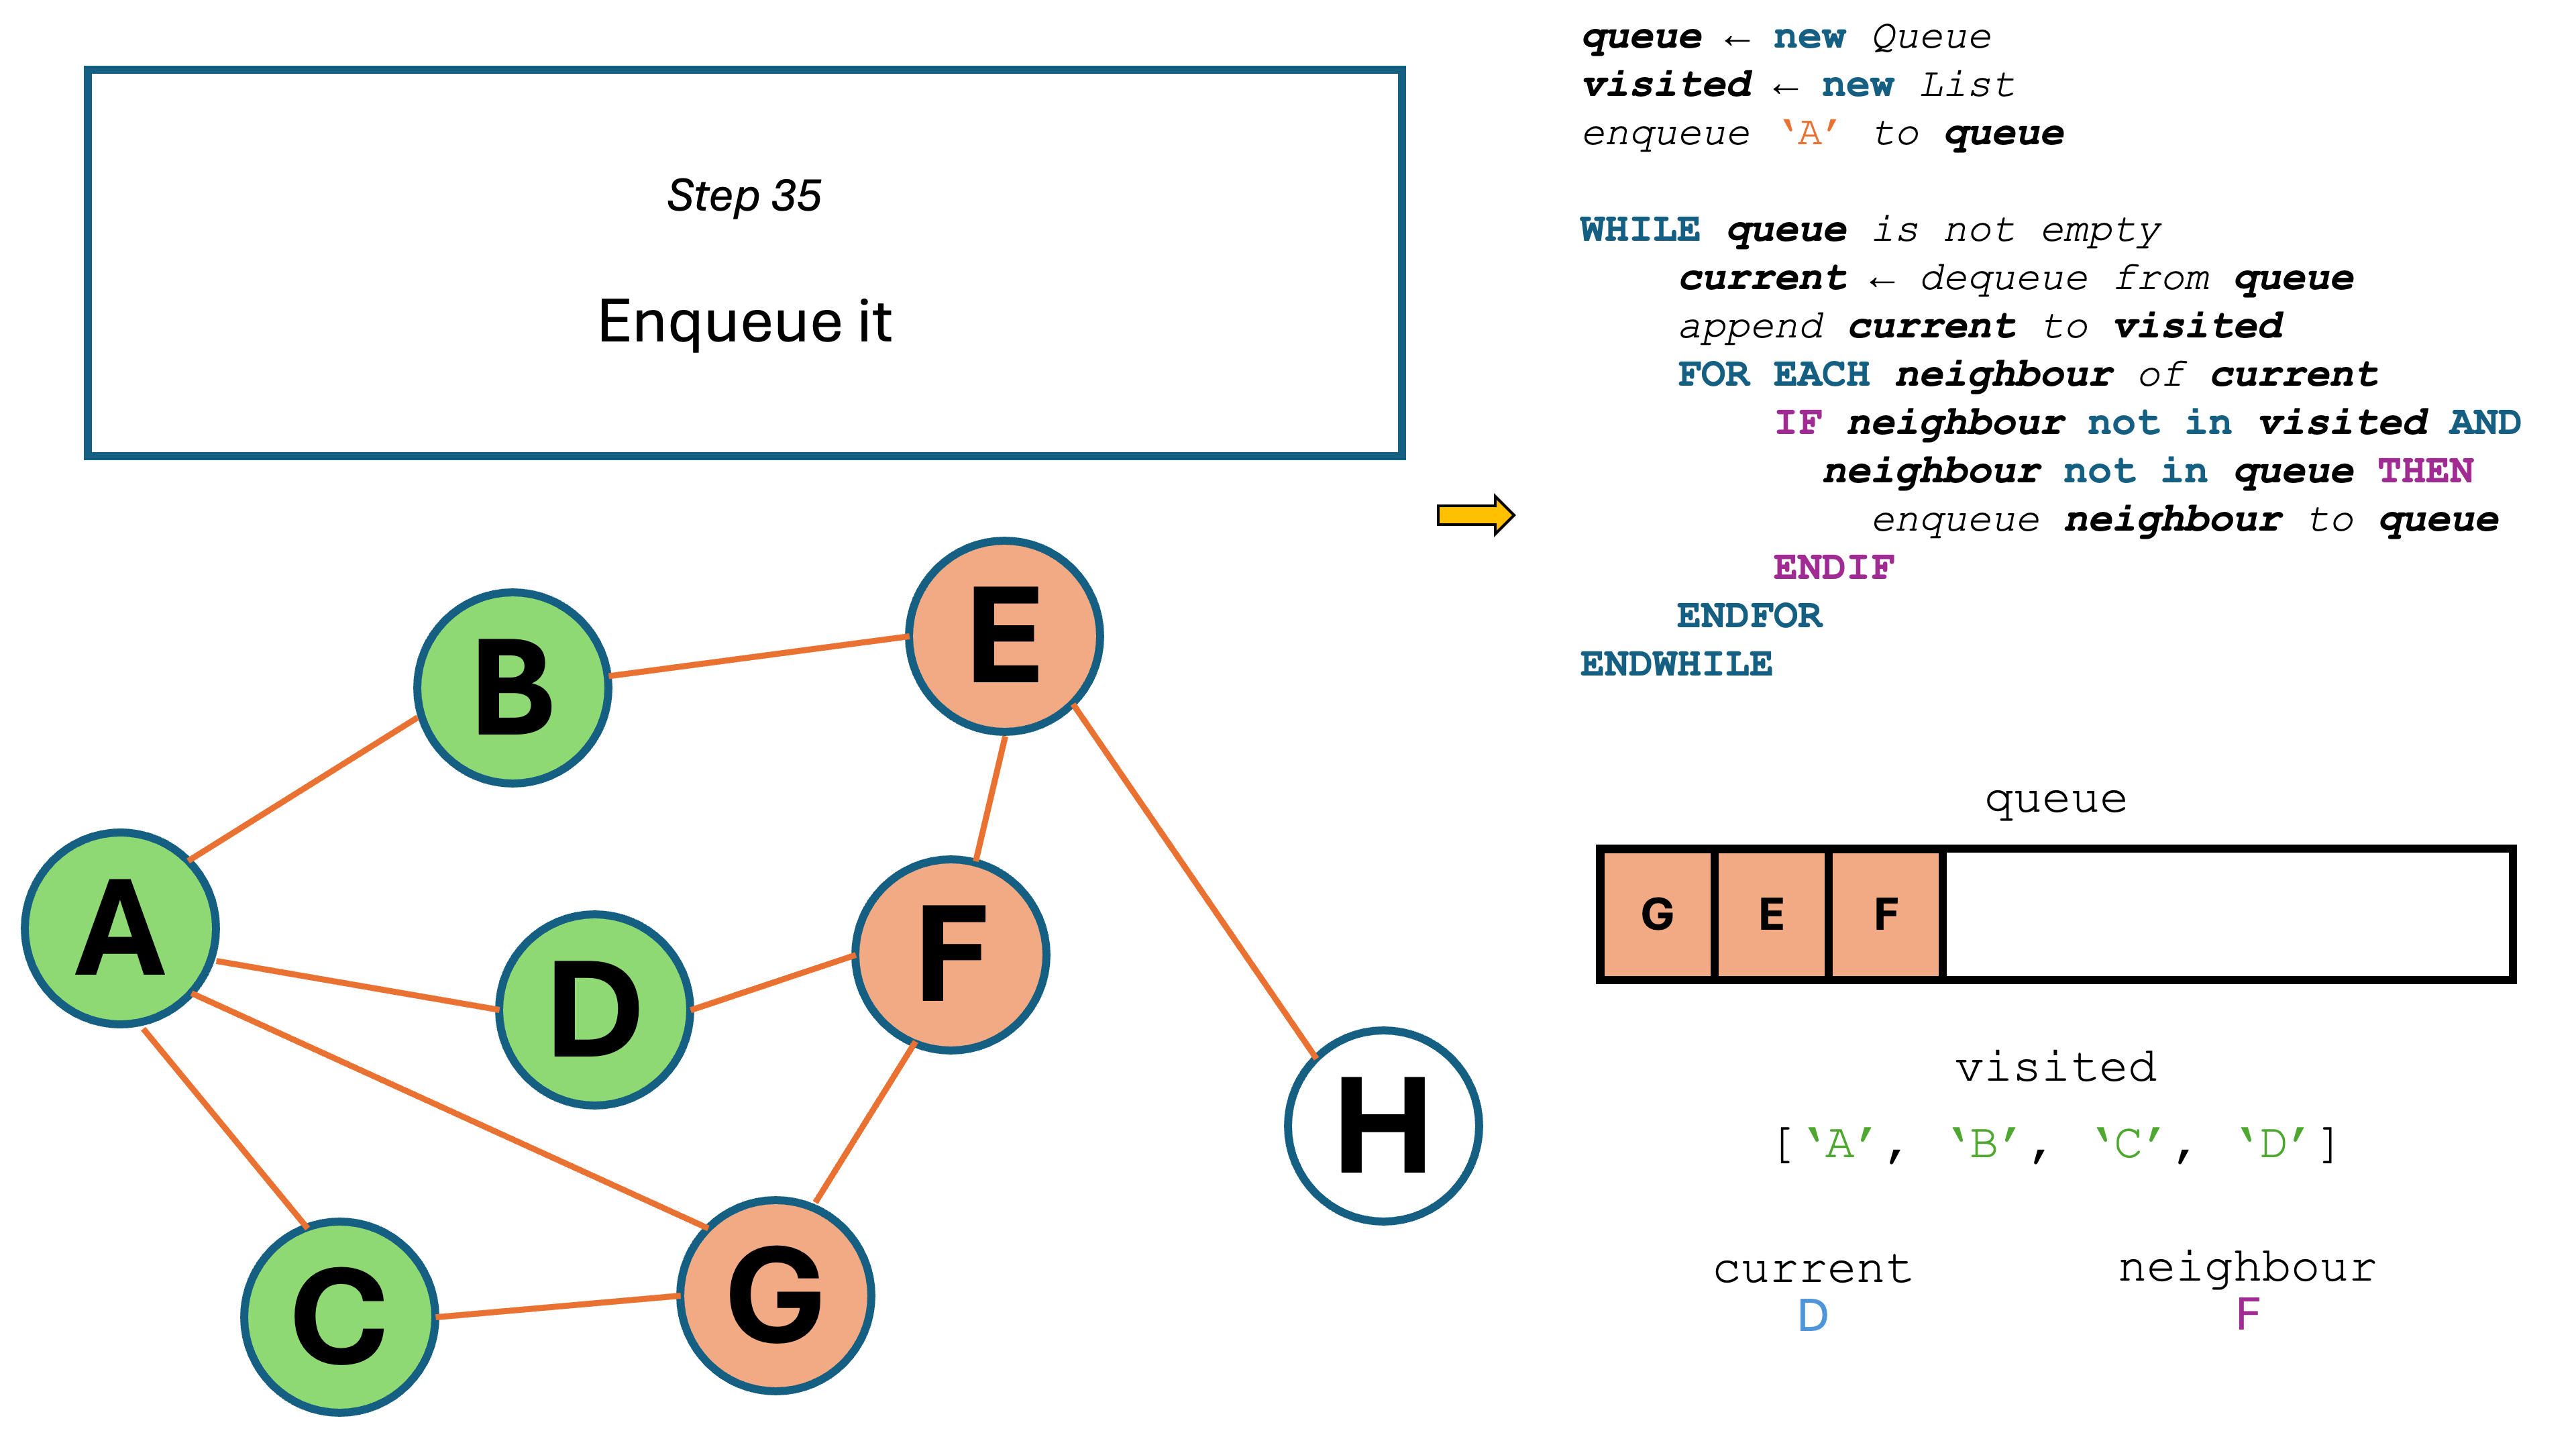 Step 35
Enqueue it
queue ← new Queue
visited ← new List
enqueue ‘A’ to queue
WHILE queue is not empty
current ← dequeue from queue
append current to visited
FOR EACH neighbour of current
IF neighbour not in visited AND
neighbour not in queue THEN
enqueue neighbour to queue
ENDIF
ENDFOR
ENDWHILE
B
E
A
D
F
C
G
H
queue
G E F
visited
[‘A’, ‘B’, ‘C’, ‘D’]
current
D
neighbour
F